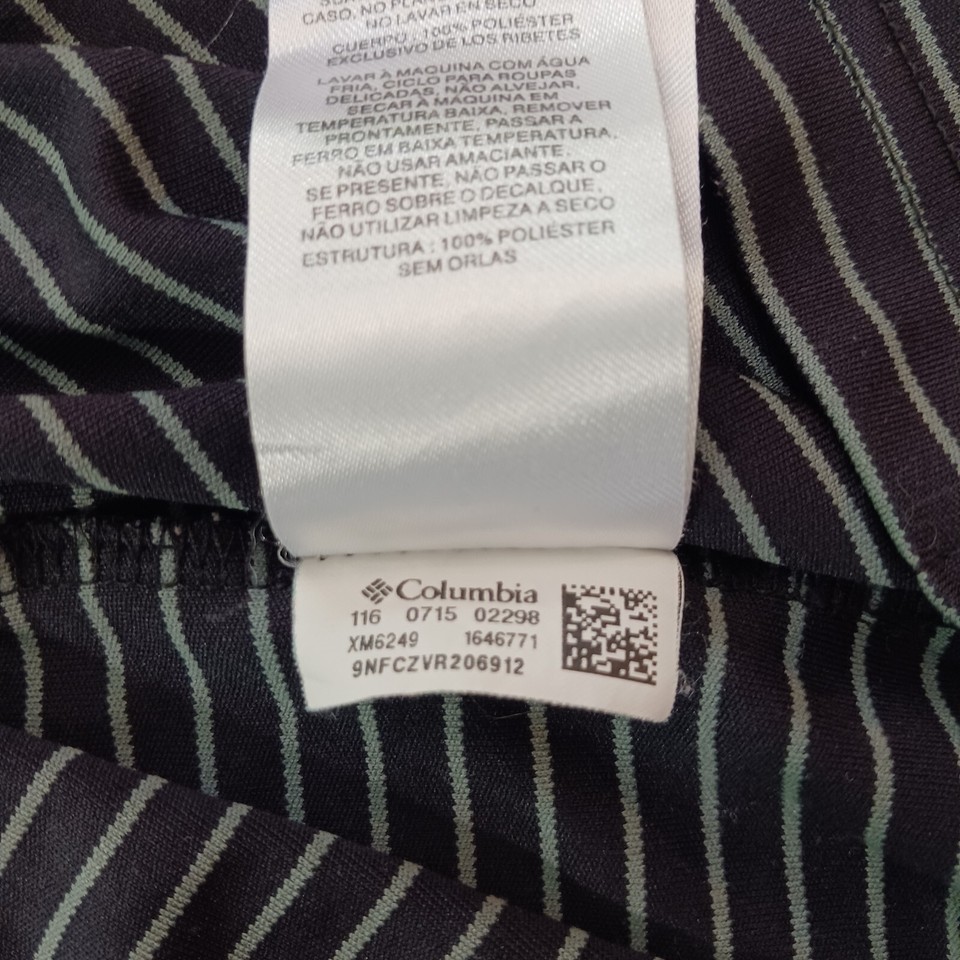 CASO, NO PLAN
NO LAVAR EN SECO
CUERPO : 100% POLIÉSTER
EXCLUSIVO DE LOS RIBETES
LAVAR À MAQUINA COM ÁGUA
FRIA, CICLO PARA ROUPAS
DELICADAS, NÃO ALVEJAR,
SECAR À MÁQUINA EM
TEMPERATURA BAIXA, REMOVER
PRONTAMENTE, PASSAR A
FERRO EM BAIXA TEMPERATURA.
NÃO USAR AMACIANTE.
SE PRESENTE, NÃO PASSAR O
FERRO SOBRE O DECALQUE.
NÃO UTILIZAR LIMPEZA A SECO
ESTRUTURA : 100% POLIÉSTER
SEM ORLAS
Columbia
116 0715 02298
XM6249 1646771
9NFCZVR206912